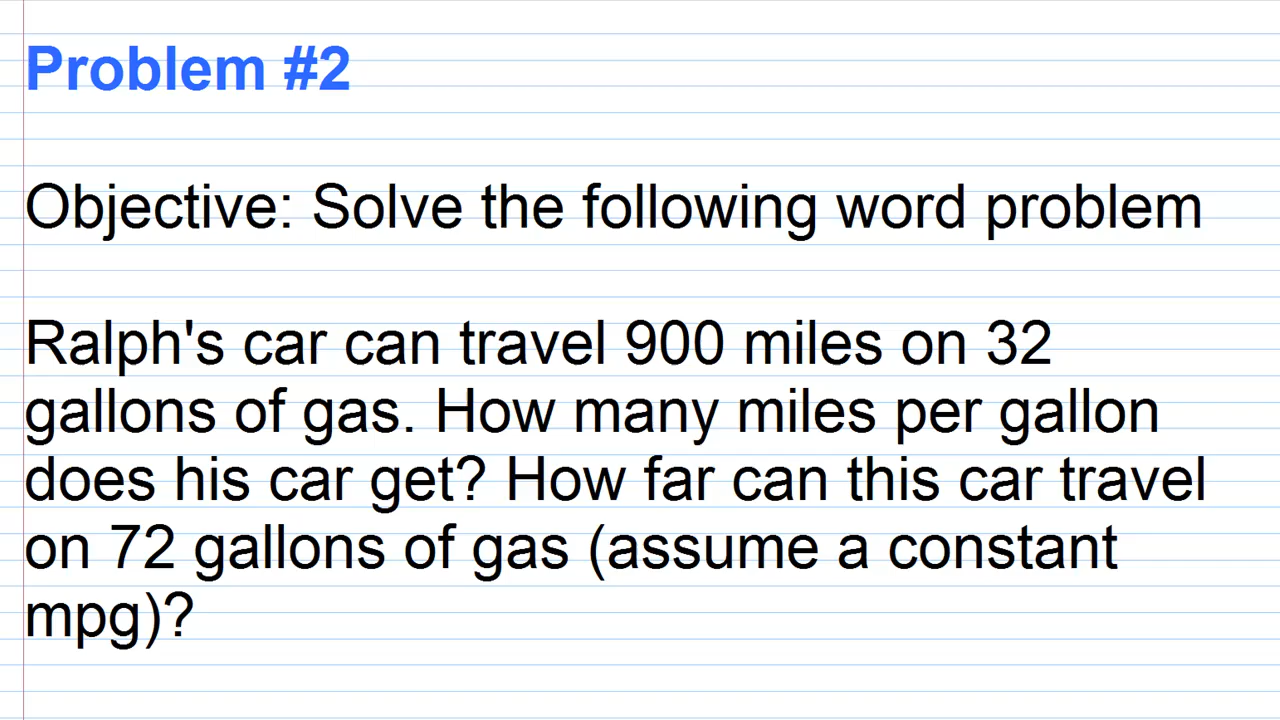 Problem #2
Objective: Solve the following word problem
Ralph's car can travel 900 miles on 32
gallons of gas. How many miles per gallon
does his car get? How far can this car travel
on 72 gallons of gas (assume a constant
mpg)?